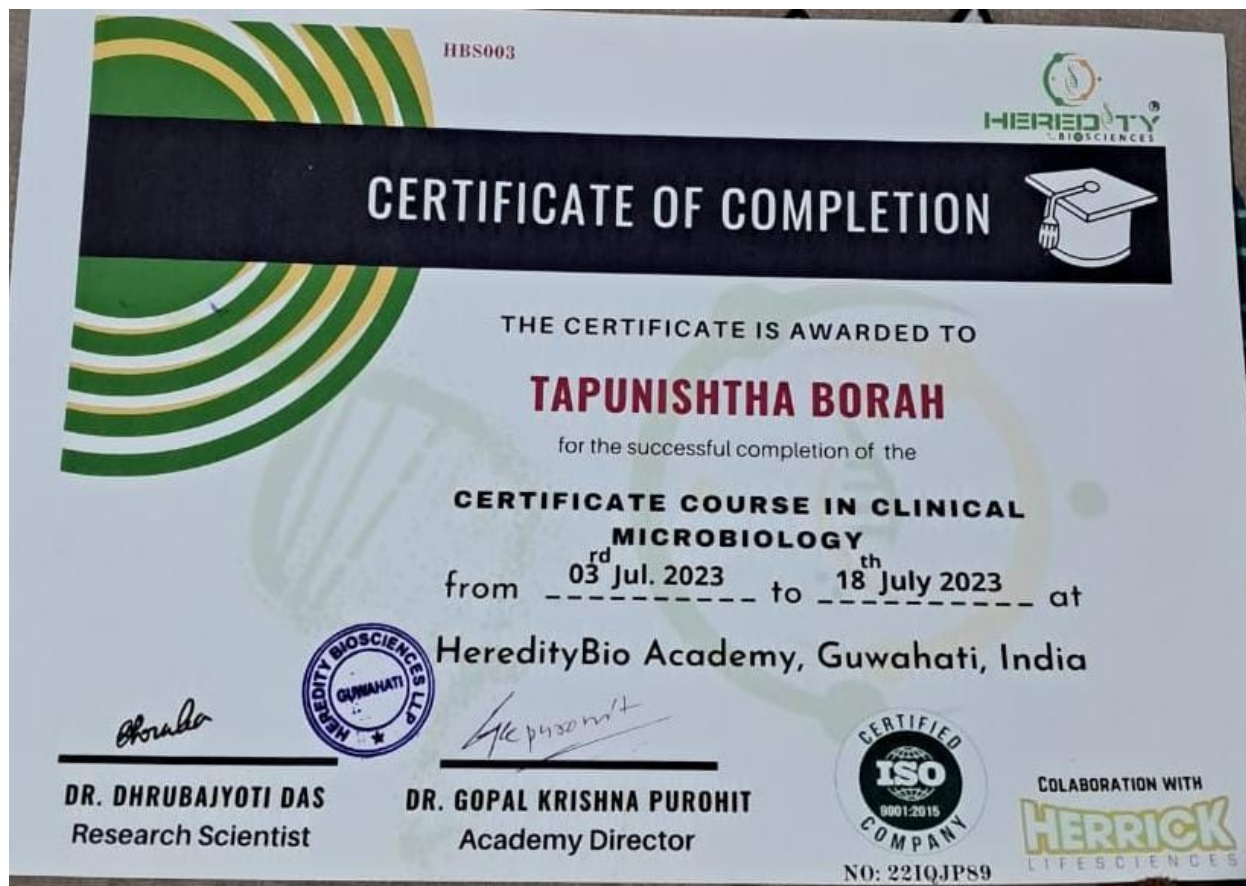 HBS003
HEREDITY®
BIOSCIENCES
CERTIFICATE OF COMPLETION
THE CERTIFICATE IS AWARDED TO
TAPUNISHTHA BORAH
for the successful completion of the
CERTIFICATE COURSE IN CLINICAL
MICROBIOLOGY
from 03rd Jul. 2023 to 18th July 2023 at
HeredityBio Academy, Guwahati, India
HEREDITY BIOSCIENCES LLP
GUWAHATI
DR. DHRUBAJYOTI DAS
Research Scientist
Gkpurohit
DR. GOPAL KRISHNA PUROHIT
Academy Director
CERTIFIED
ISO
9001:2015
COMPANY
NO: 22IQJP89
COLABORATION WITH
HERRICK
LIFESCIENCES